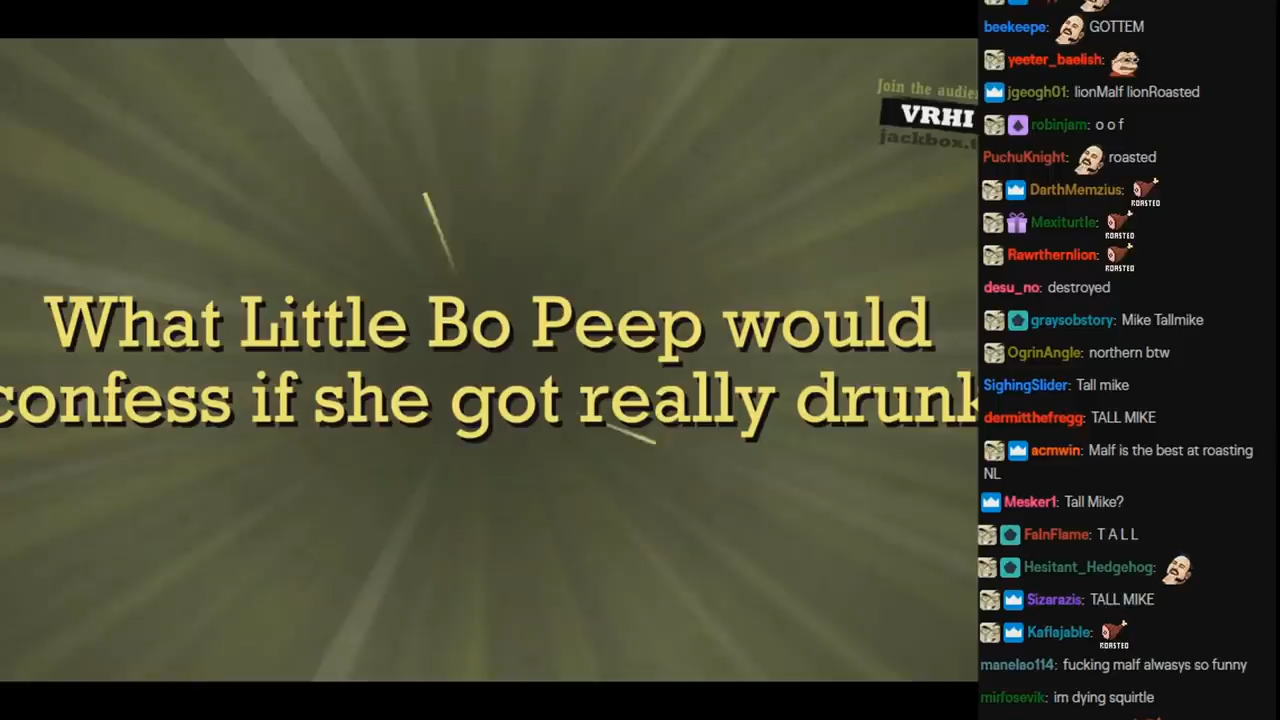 Join the audie
VRHI
jackbox.t
What Little Bo Peep would
confess if she got really drunk
beekeepe: GOTTEM
yeeter_baelish:
jgeogh01: lionMalf lionRoasted
robinjam: o o f
PuchuKnight: roasted
DarthMemzius:
ROASTED
Mexiturtle:
ROASTED
Rawrthernlion:
ROASTED
desu_no: destroyed
graysobstory: Mike Tallmike
OgrinAngle: northern btw
SighingSlider: Tall mike
dermitthefregg: TALL MIKE
acmwin: Malf is the best at roasting
NL
Mesker1: Tall Mike?
FalnFlame: T A L L
Hesitant_Hedgehog:
Sizarazis: TALL MIKE
Kaflajable:
ROASTED
manelao114: fucking malf alwasys so funny
mirfosevik: im dying squirtle